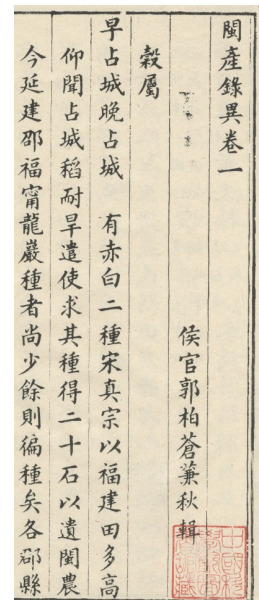 閩產錄異卷一
侯官郭柏蒼蒹秋輯
穀屬
早占城晚占城 有赤白二種宋真宗以福建田多高
仰聞占城稻耐旱遣使求其種得二十石以遺閩農
今延建邵福甯龍巖種者尚少餘則徧種矣各郡縣